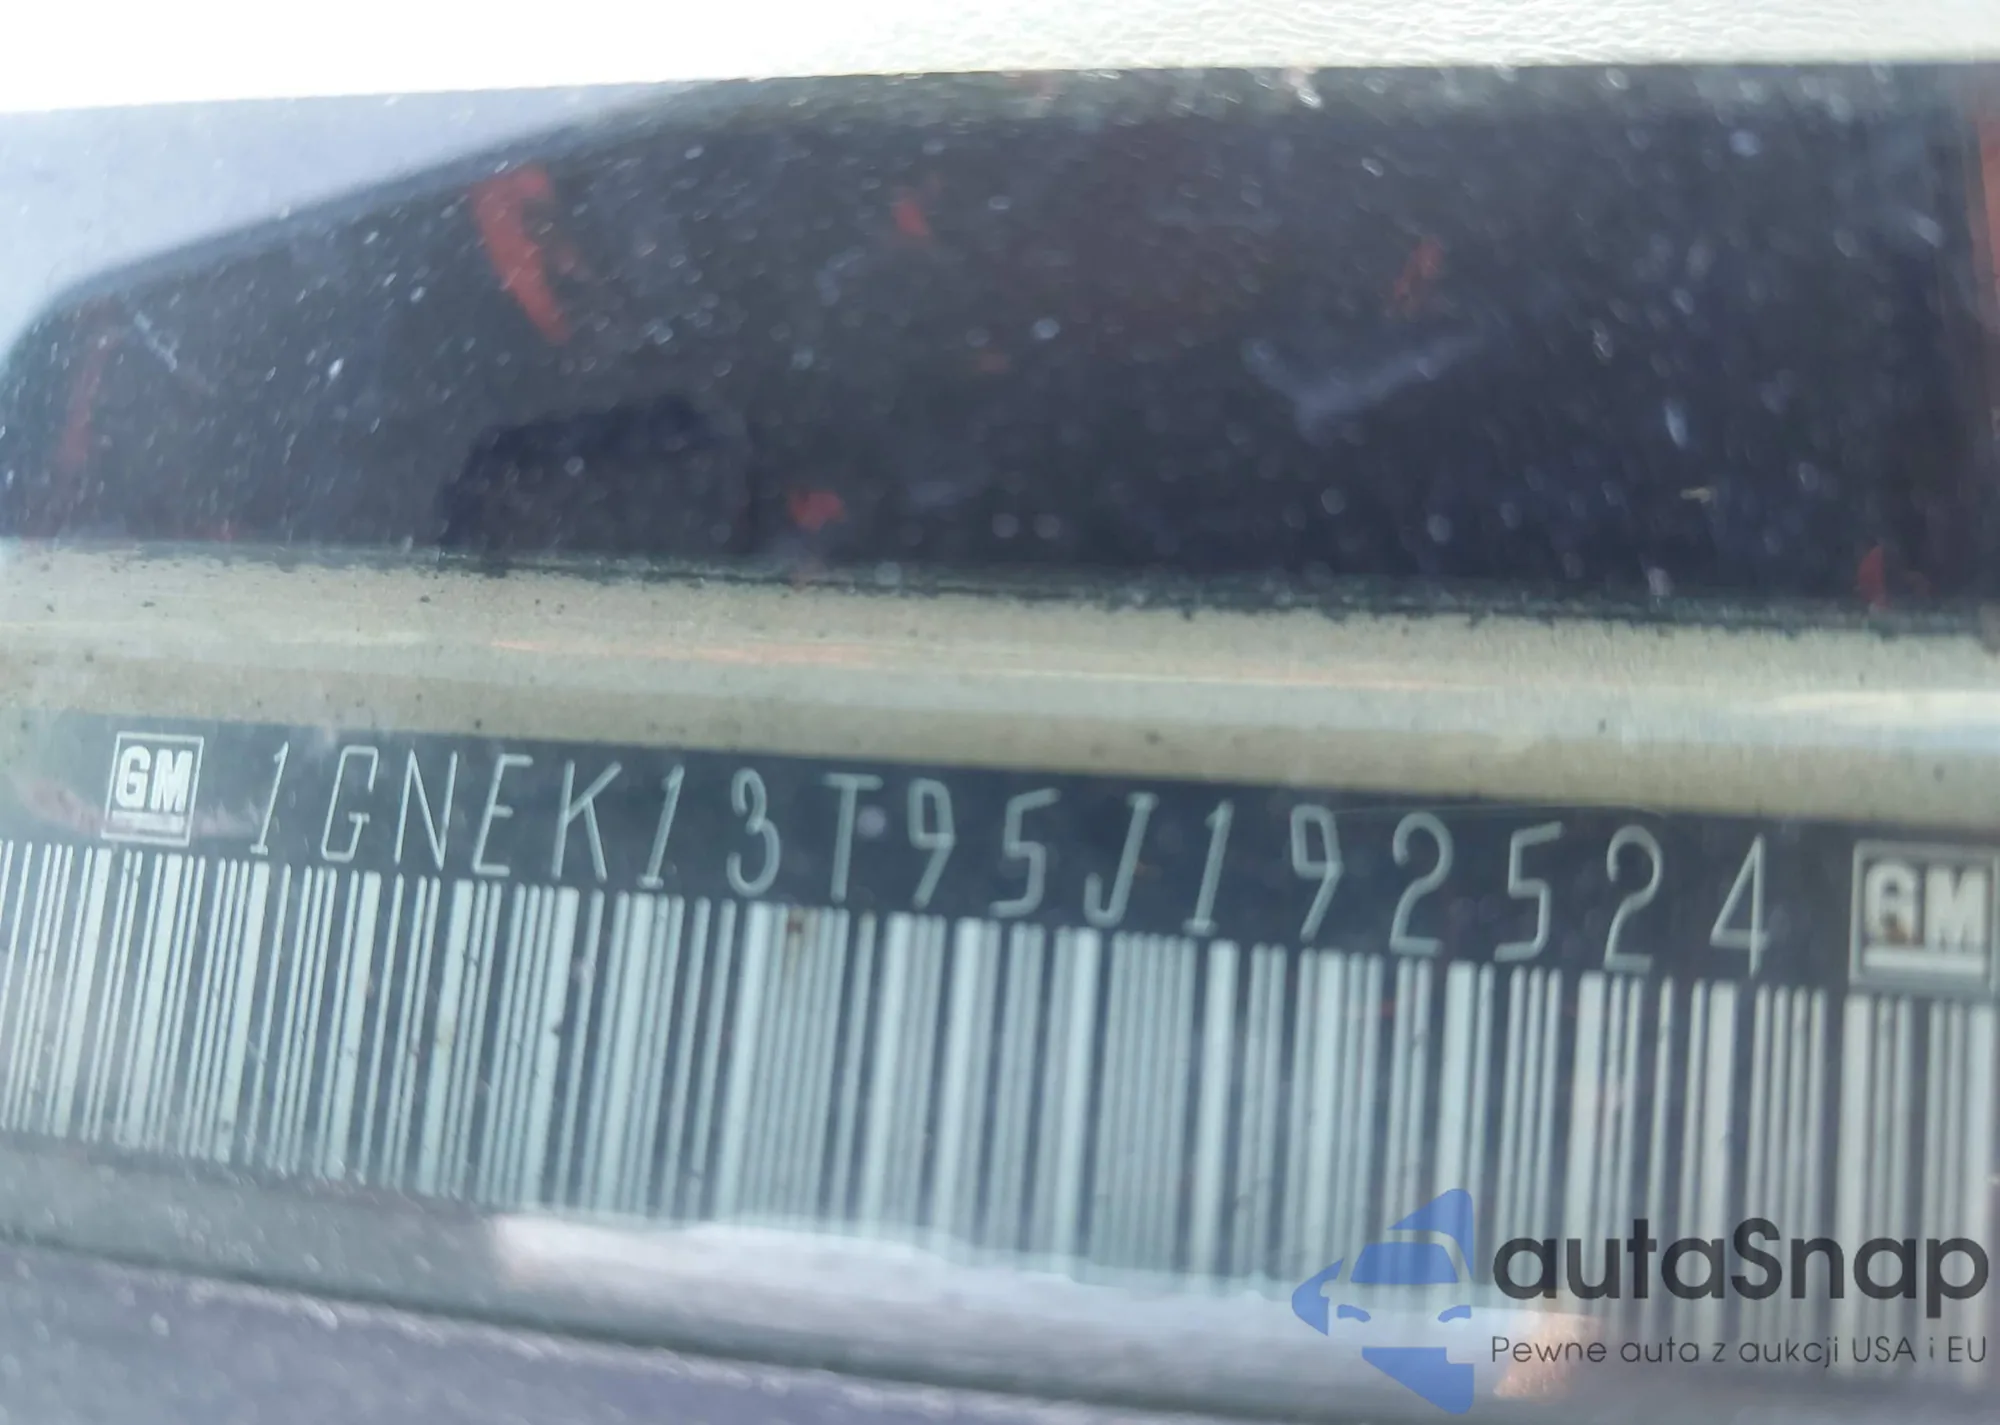 GM 1GNEK13T95J192524 GM
autaSnap
Pewne auta z aukcji USA i EU